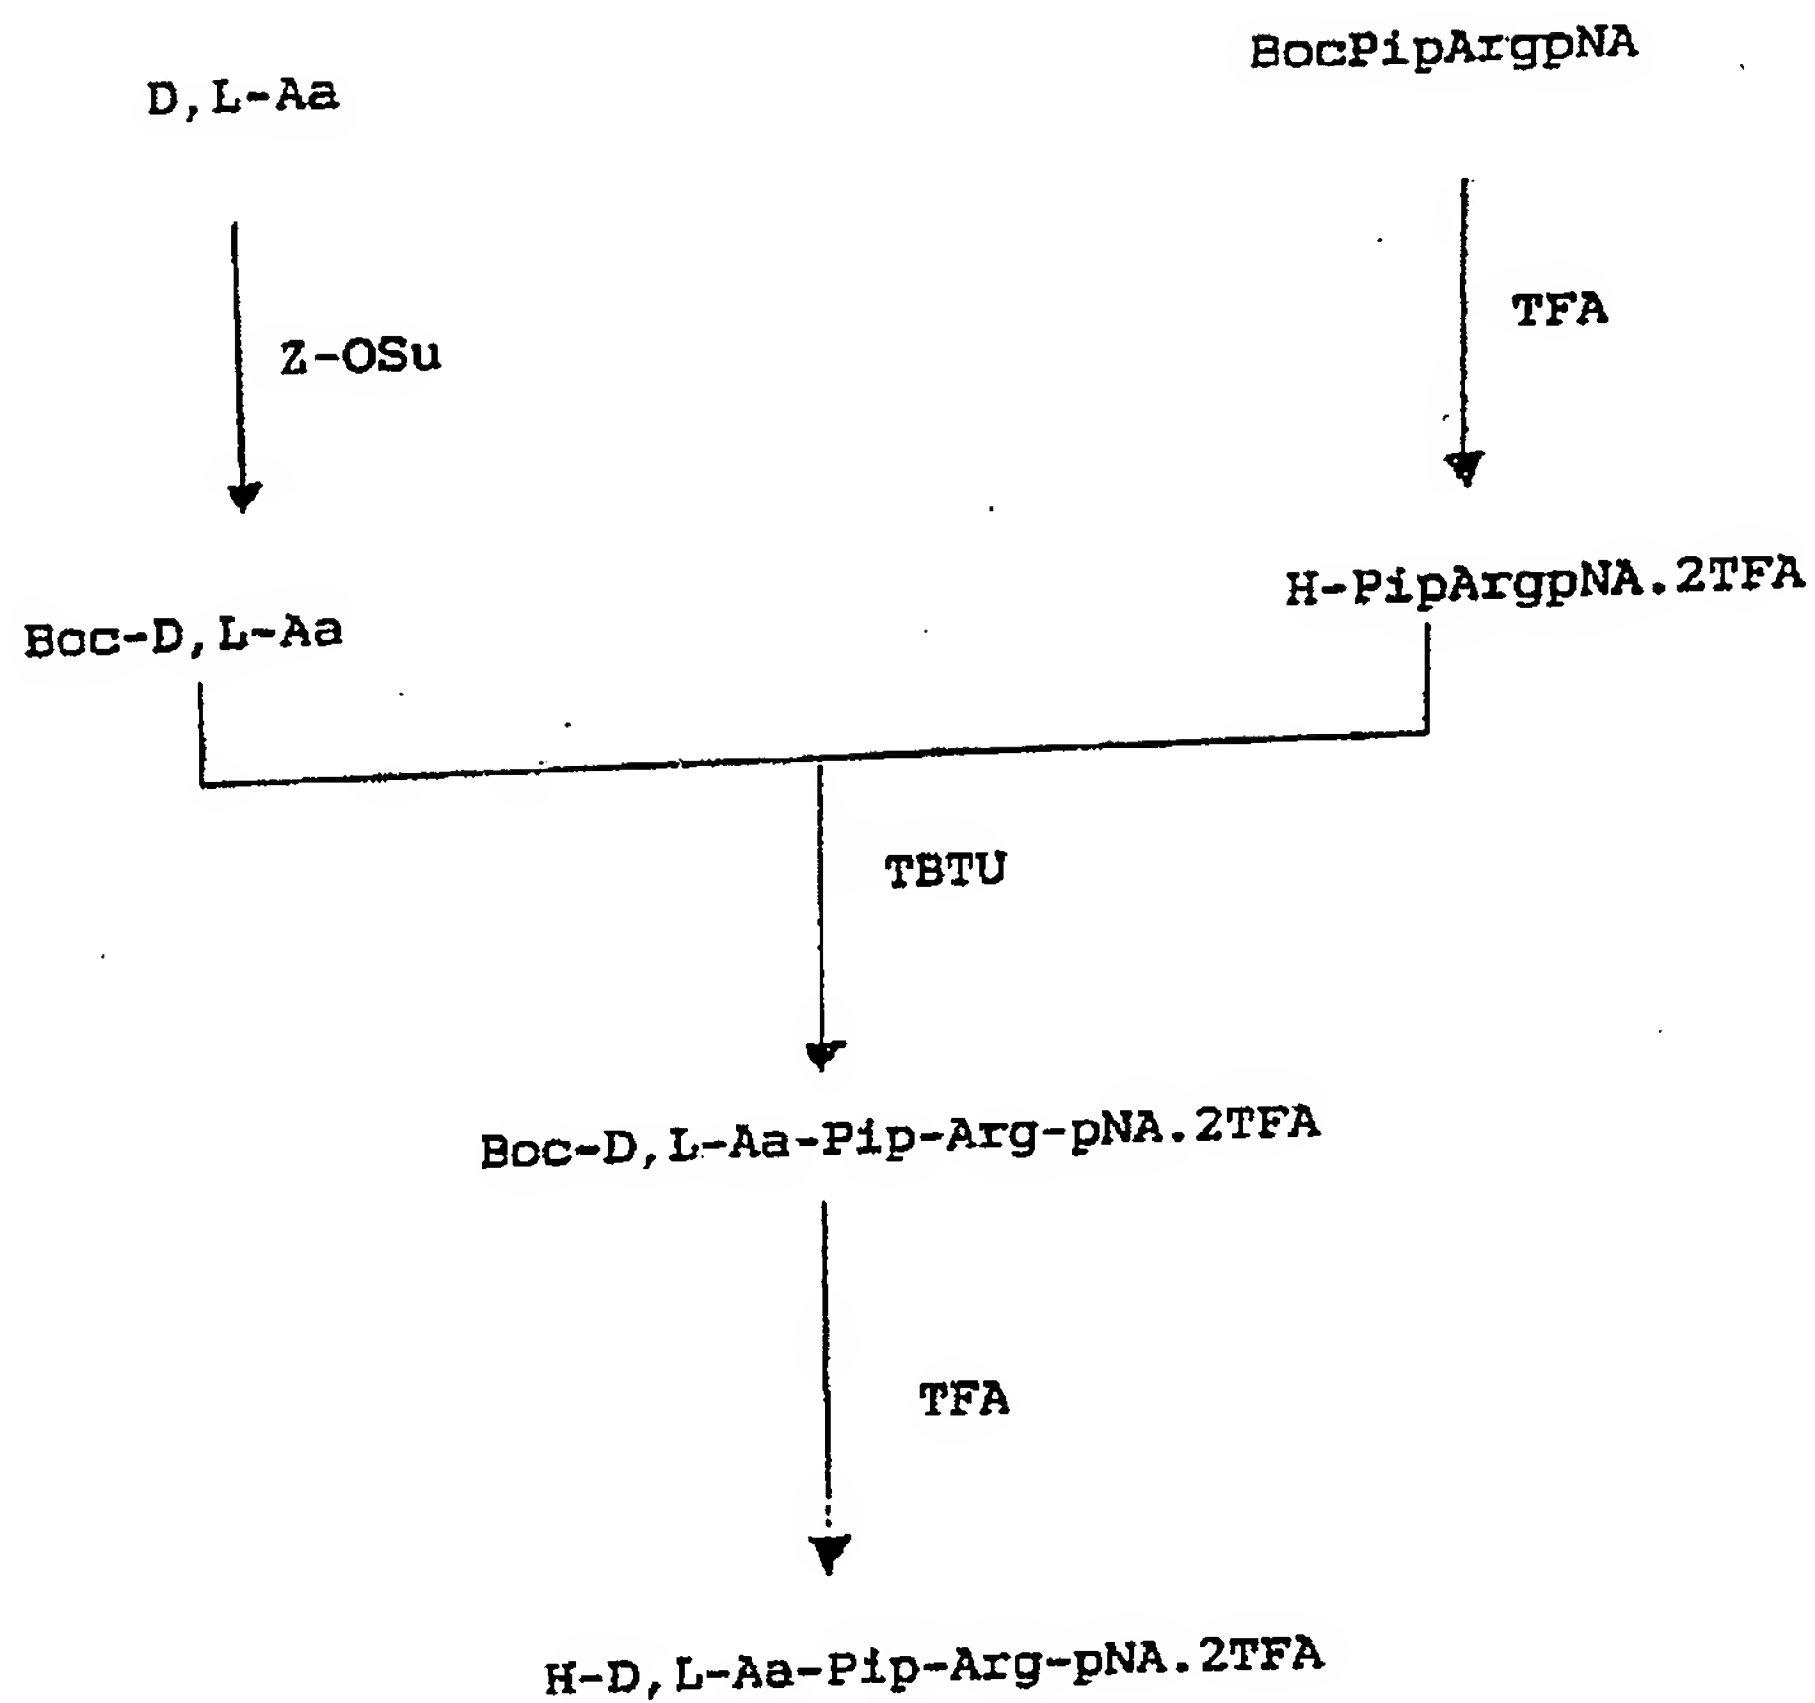 D,L-Aa
BocPipArgpNA
Z-OSu
TFA
Boc-D,L-Aa
H-PipArgpNA.2TFA
TBTU
Boc-D,L-Aa-Pip-Arg-pNA.2TFA
TFA
H-D,L-Aa-Pip-Arg-pNA.2TFA